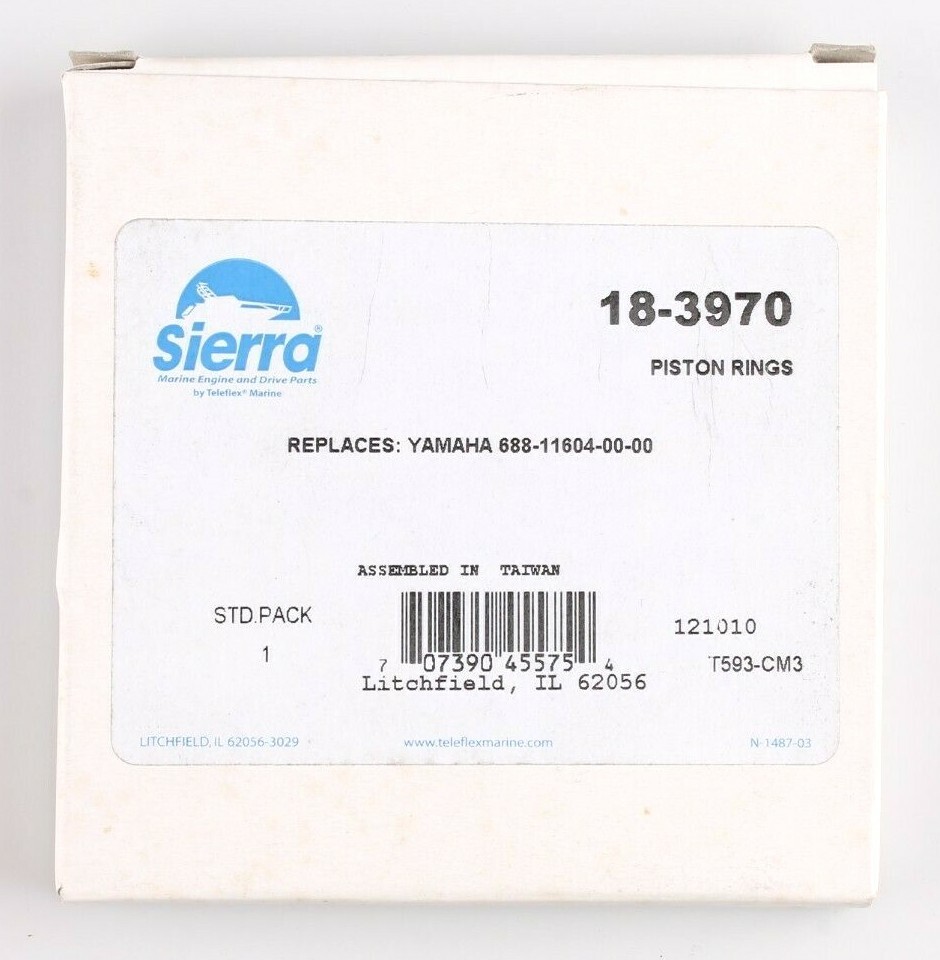 Sierra®
Marine Engine and Drive Parts
by Teleflex® Marine
18-3970
PISTON RINGS
REPLACES: YAMAHA 688-11604-00-00
ASSEMBLED IN TAIWAN
STD.PACK
1
7 07390 45575 4
Litchfield, IL 62056
121010
T593-CM3
LITCHFIELD, IL 62056-3029
www.teleflexmarine.com
N-1487-03